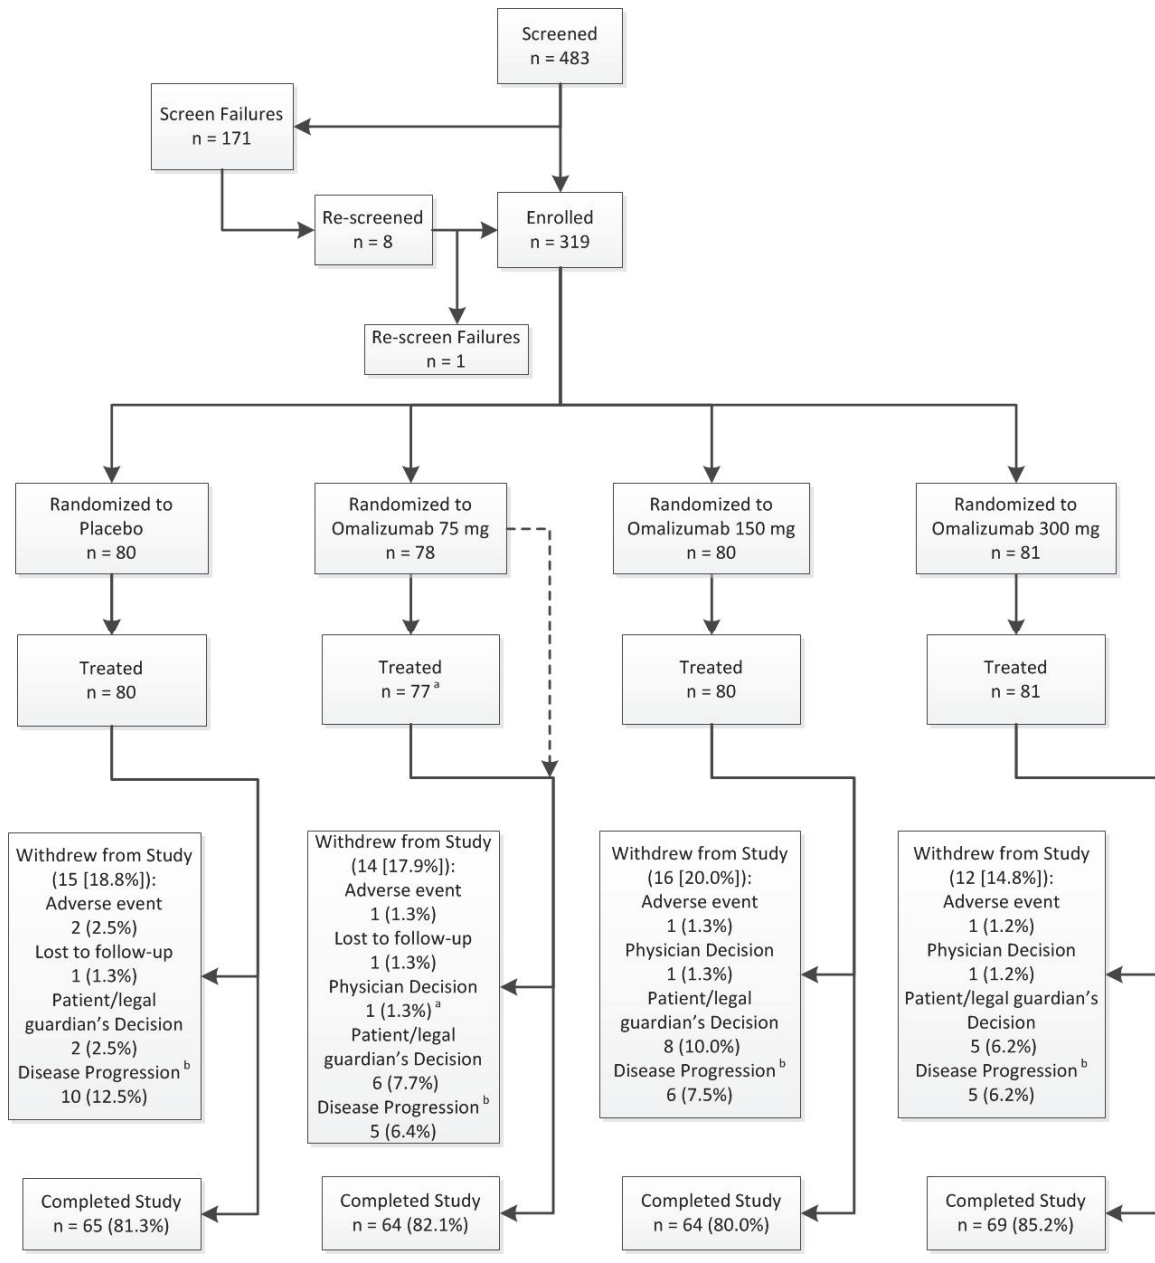 Screened
n = 483
Screen Failures
n = 171
Re-screened
n = 8
Enrolled
n = 319
Re-screen Failures
n = 1
Randomized to
Placebo
n = 80
Randomized to
Omalizumab 75 mg
n = 78
Randomized to
Omalizumab 150 mg
n = 80
Randomized to
Omalizumab 300 mg
n = 81
Treated
n = 80
Treated
n = 77 a
Treated
n = 80
Treated
n = 81
Withdrew from Study
(15 [18.8%]):
Adverse event
2 (2.5%)
Lost to follow-up
1 (1.3%)
Patient/legal
guardian’s Decision
2 (2.5%)
Disease Progression b
10 (12.5%)
Withdrew from Study
(14 [17.9%]):
Adverse event
1 (1.3%)
Lost to follow-up
1 (1.3%)
Physician Decision
1 (1.3%) a
Patient/legal
guardian’s Decision
6 (7.7%)
Disease Progression b
5 (6.4%)
Withdrew from Study
(16 [20.0%]):
Adverse event
1 (1.3%)
Physician Decision
1 (1.3%)
Patient/legal
guardian’s Decision
8 (10.0%)
Disease Progression b
6 (7.5%)
Withdrew from Study
(12 [14.8%]):
Adverse event
1 (1.2%)
Physician Decision
1 (1.2%)
Patient/legal guardian’s
Decision
5 (6.2%)
Disease Progression b
5 (6.2%)
Completed Study
n = 65 (81.3%)
Completed Study
n = 64 (82.1%)
Completed Study
n = 64 (80.0%)
Completed Study
n = 69 (85.2%)